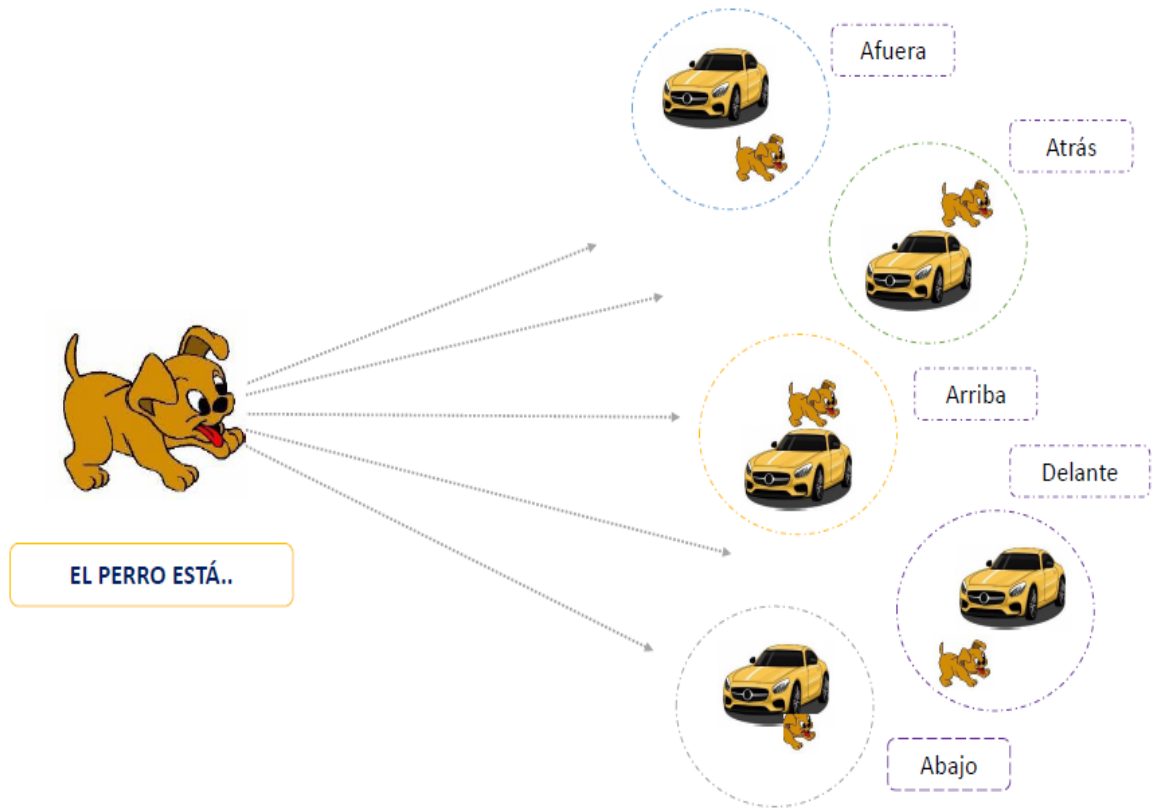 Afuera
Atrás
Arriba
Delante
EL PERRO ESTÁ..
Abajo